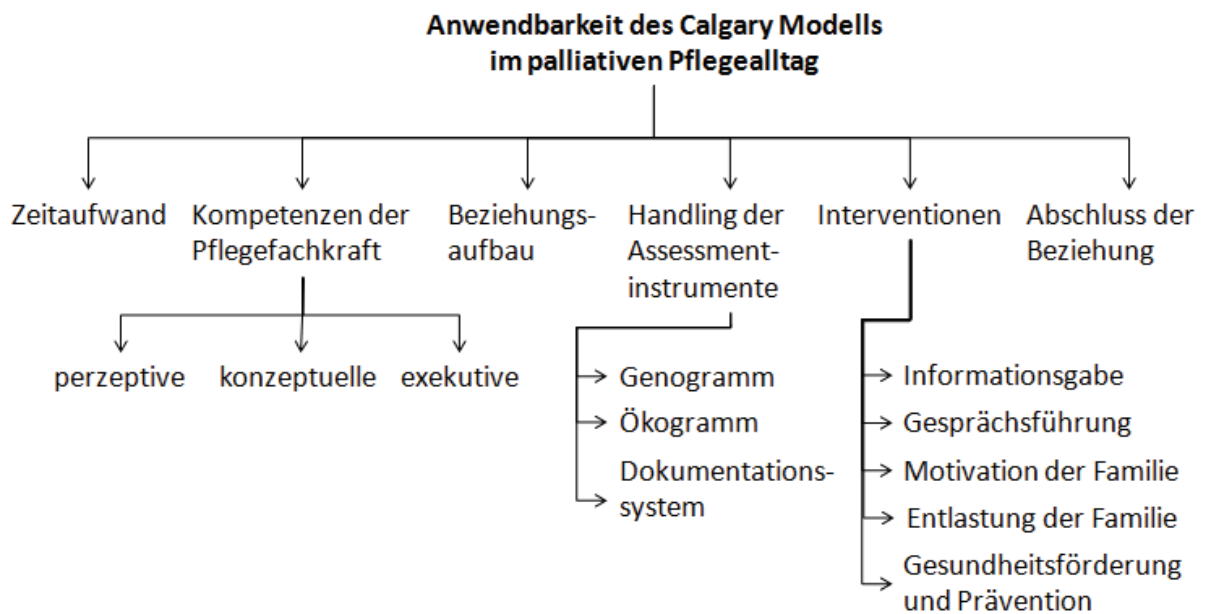 Anwendbarkeit des Calgary Modells
im palliativen Pflegealltag
Zeitaufwand
Kompetenzen der
Pflegefachkraft
Beziehungs-
aufbau
Handling der
Assessment-
instrumente
Interventionen
Abschluss der
Beziehung
perzeptive
konzeptuelle
exekutive
Genogramm
Ökogramm
Dokumentations-
system
Informationsgabe
Gesprächsführung
Motivation der Familie
Entlastung der Familie
Gesundheitsförderung
und Prävention